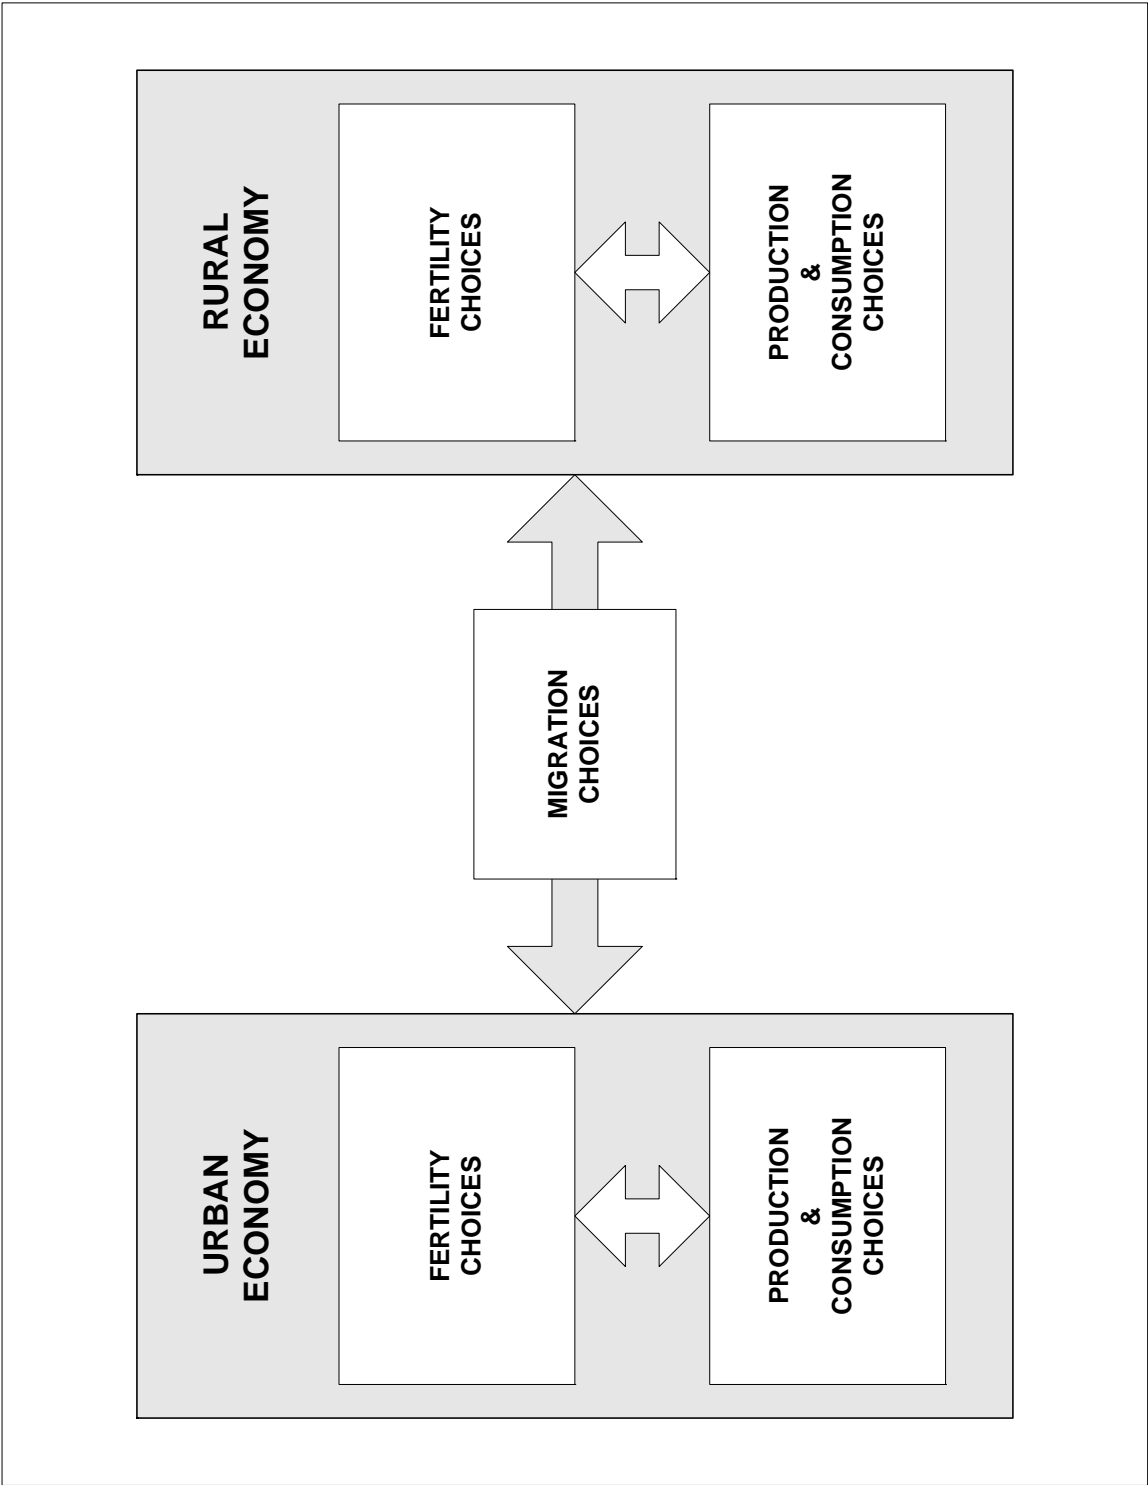 URBAN
ECONOMY
FERTILITY
CHOICES
PRODUCTION
&
CONSUMPTION
CHOICES
MIGRATION
CHOICES
RURAL
ECONOMY
FERTILITY
CHOICES
PRODUCTION
&
CONSUMPTION
CHOICES